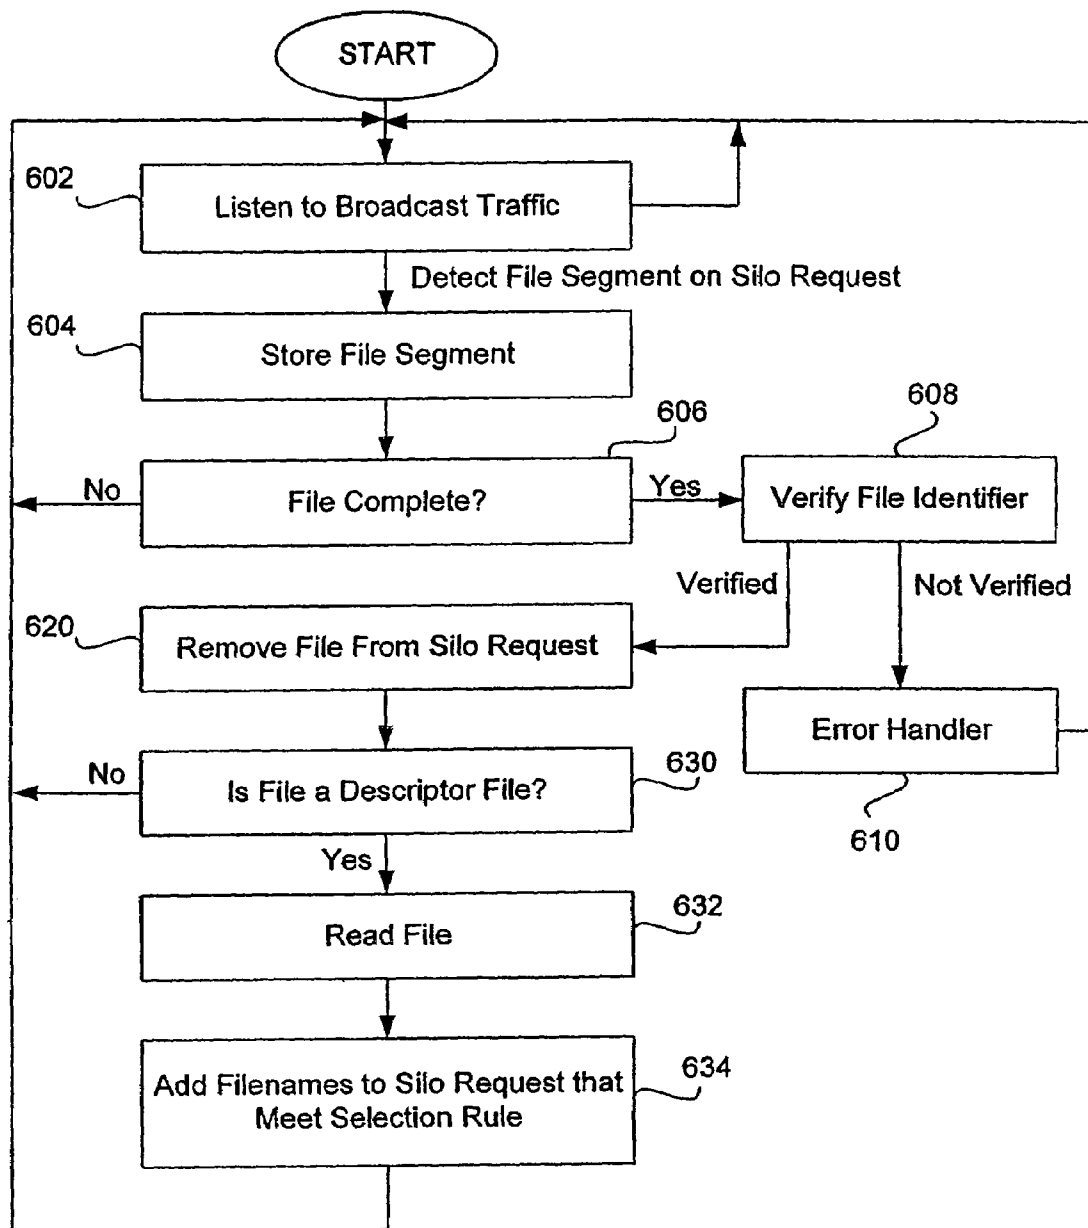 START
602
Listen to Broadcast Traffic
Detect File Segment on Silo Request
604
Store File Segment
606
608
No
File Complete?
Yes
Verify File Identifier
Verified
Not Verified
620
Remove File From Silo Request
Error Handler
610
No
Is File a Descriptor File?
630
Yes
Read File
632
Add Filenames to Silo Request that
Meet Selection Rule
634